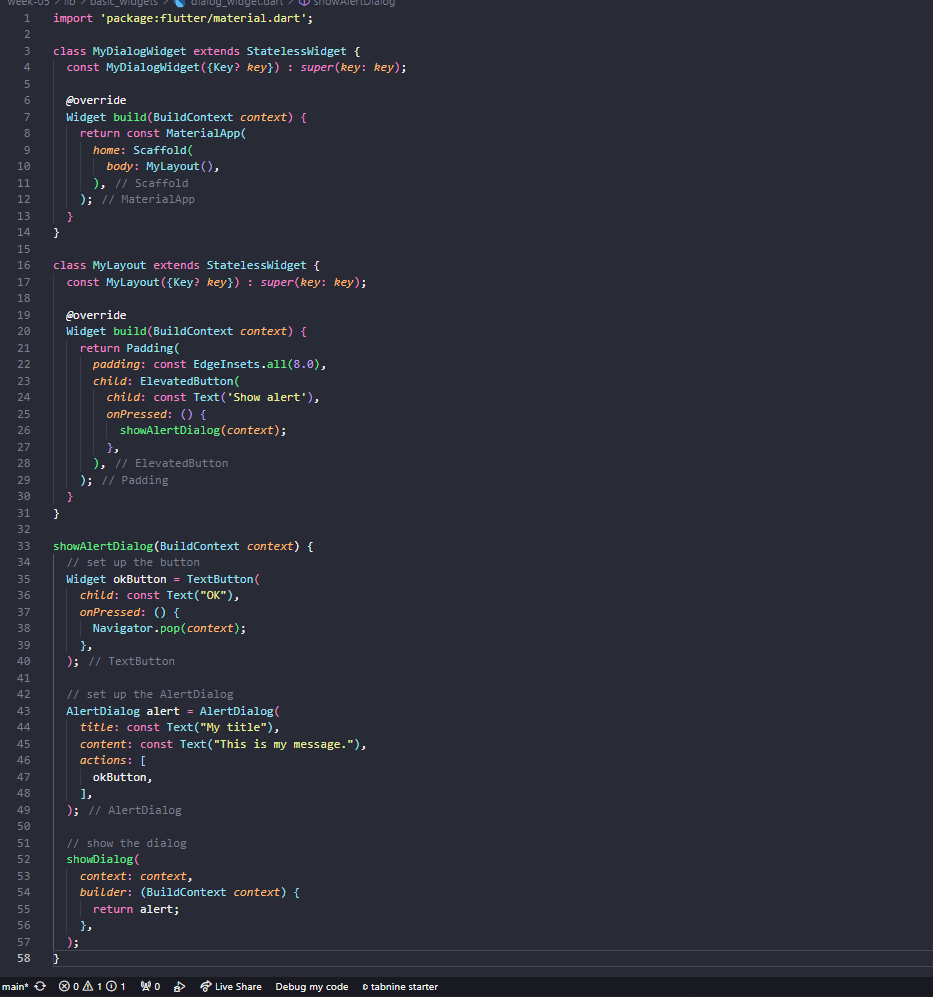 week-05 > lib > basic_widgets > dialog_widget.dart > showAlertDialog
1 import 'package:flutter/material.dart';
2
3 class MyDialogWidget extends StatelessWidget {
4   const MyDialogWidget({Key? key}) : super(key: key);
5
6   @override
7   Widget build(BuildContext context) {
8     return const MaterialApp(
9       home: Scaffold(
10         body: MyLayout(),
11       ), // Scaffold
12     ); // MaterialApp
13   }
14 }
15
16 class MyLayout extends StatelessWidget {
17   const MyLayout({Key? key}) : super(key: key);
18
19   @override
20   Widget build(BuildContext context) {
21     return Padding(
22       padding: const EdgeInsets.all(8.0),
23       child: ElevatedButton(
24         child: const Text('Show alert'),
25         onPressed: () {
26           showAlertDialog(context);
27         },
28       ), // ElevatedButton
29     ); // Padding
30   }
31 }
32
33 showAlertDialog(BuildContext context) {
34   // set up the button
35   Widget okButton = TextButton(
36     child: const Text("OK"),
37     onPressed: () {
38       Navigator.pop(context);
39     },
40   ); // TextButton
41
42   // set up the AlertDialog
43   AlertDialog alert = AlertDialog(
44     title: const Text("My title"),
45     content: const Text("This is my message."),
46     actions: [
47       okButton,
48     ],
49   ); // AlertDialog
50
51   // show the dialog
52   showDialog(
53     context: context,
54     builder: (BuildContext context) {
55       return alert;
56     },
57   );
58 }
main* 0 1 1 0 Live Share Debug my code tabnine starter